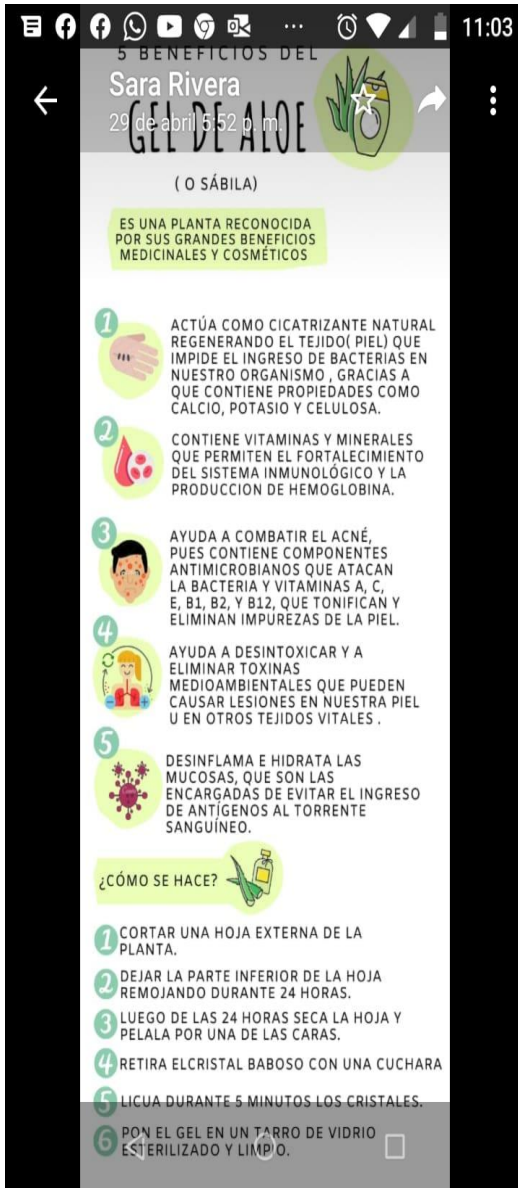 11:03
5 BENEFICIOS DEL
Sara Rivera
29 de abril 5:52 p. m.
GEL DE ALOE
( O SÁBILA)
ES UNA PLANTA RECONOCIDA
POR SUS GRANDES BENEFICIOS
MEDICINALES Y COSMÉTICOS
1
ACTÚA COMO CICATRIZANTE NATURAL
REGENERANDO EL TEJIDO( PIEL) QUE
IMPIDE EL INGRESO DE BACTERIAS EN
NUESTRO ORGANISMO , GRACIAS A
QUE CONTIENE PROPIEDADES COMO
CALCIO, POTASIO Y CELULOSA.
2
CONTIENE VITAMINAS Y MINERALES
QUE PERMITEN EL FORTALECIMIENTO
DEL SISTEMA INMUNOLÓGICO Y LA
PRODUCCION DE HEMOGLOBINA.
3
AYUDA A COMBATIR EL ACNÉ,
PUES CONTIENE COMPONENTES
ANTIMICROBIANOS QUE ATACAN
LA BACTERIA Y VITAMINAS A, C,
E, B1, B2, Y B12, QUE TONIFICAN Y
ELIMINAN IMPUREZAS DE LA PIEL.
4
AYUDA A DESINTOXICAR Y A
ELIMINAR TOXINAS
MEDIOAMBIENTALES QUE PUEDEN
CAUSAR LESIONES EN NUESTRA PIEL
U EN OTROS TEJIDOS VITALES .
5
DESINFLAMA E HIDRATA LAS
MUCOSAS, QUE SON LAS
ENCARGADAS DE EVITAR EL INGRESO
DE ANTÍGENOS AL TORRENTE
SANGUÍNEO.
¿CÓMO SE HACE?
1 CORTAR UNA HOJA EXTERNA DE LA
PLANTA.
2 DEJAR LA PARTE INFERIOR DE LA HOJA
REMOJANDO DURANTE 24 HORAS.
3 LUEGO DE LAS 24 HORAS SECA LA HOJA Y
PELALA POR UNA DE LAS CARAS.
4 RETIRA ELCRISTAL BABOSO CON UNA CUCHARA
5 LICUA DURANTE 5 MINUTOS LOS CRISTALES.
6 PON EL GEL EN UN TARRO DE VIDRIO
ESTERILIZADO Y LIMPIO.